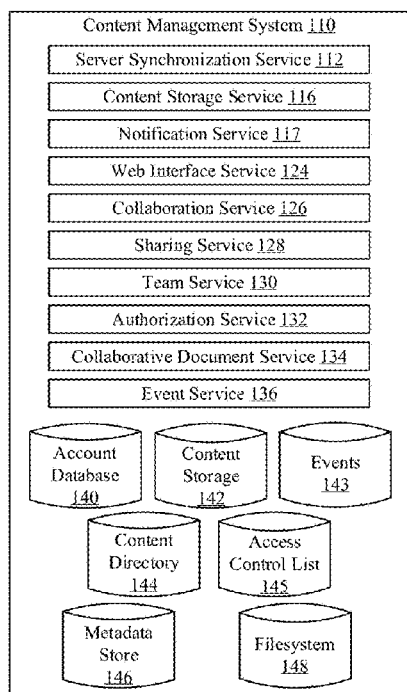 Content Management System 110
Server Synchronization Service 112
Content Storage Service 116
Notification Service 117
Web Interface Service 124
Collaboration Service 126
Sharing Service 128
Team Service 130
Authorization Service 132
Collaborative Document Service 134
Event Service 136
Account
Database
140
Content
Storage
142
Events
143
Content
Directory
144
Access
Control List
145
Metadata
Store
146
Filesystem
148